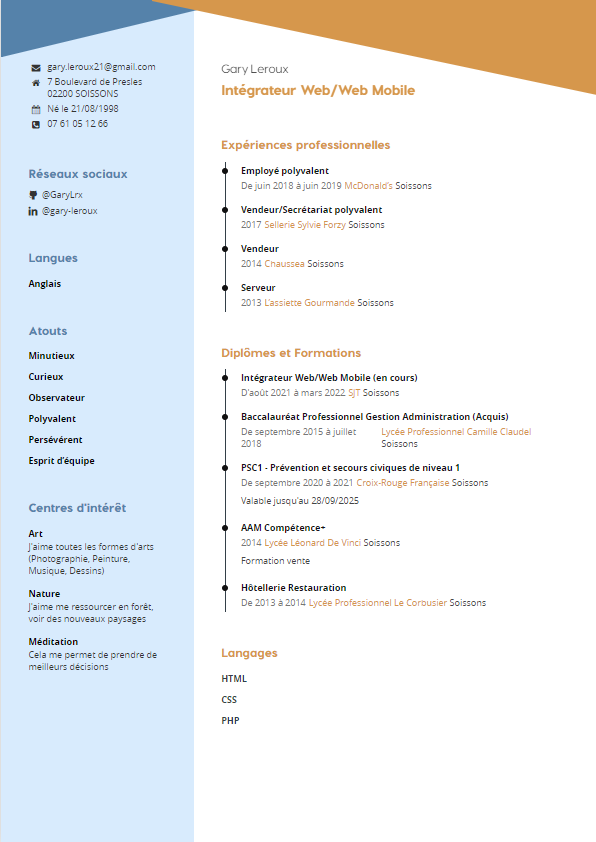 gary.leroux21@gmail.com
7 Boulevard de Presles
02200 SOISSONS
Né le 21/08/1998
07 61 05 12 66
Réseaux sociaux
@GaryLrx
@gary-leroux
Langues
Anglais
Atouts
Minutieux
Curieux
Observateur
Polyvalent
Persévérent
Esprit d'équipe
Centres d'intérêt
Art
J'aime toutes les formes d'arts
(Photographie, Peinture,
Musique, Dessins)
Nature
J'aime me ressourcer en forêt,
voir des nouveaux paysages
Méditation
Cela me permet de prendre de
meilleurs décisions
Gary Leroux
Intégrateur Web/Web Mobile
Expériences professionnelles
Employé polyvalent
De juin 2018 à juin 2019 McDonald's Soissons
Vendeur/Secrétariat polyvalent
2017 Sellerie Sylvie Forzy Soissons
Vendeur
2014 Chaussea Soissons
Serveur
2013 L'assiette Gourmande Soissons
Diplômes et Formations
Intégrateur Web/Web Mobile (en cours)
D'août 2021 à mars 2022 SJT Soissons
Baccalauréat Professionnel Gestion Administration (Acquis)
De septembre 2015 à juillet 2018 Lycée Professionnel Camille Claudel
Soissons
PSC1 - Prévention et secours civiques de niveau 1
De septembre 2020 à 2021 Croix-Rouge Française Soissons
Valable jusqu'au 28/09/2025
AAM Compétence+
2014 Lycée Léonard De Vinci Soissons
Formation vente
Hôtellerie Restauration
De 2013 à 2014 Lycée Professionnel Le Corbusier Soissons
Langages
HTML
CSS
PHP